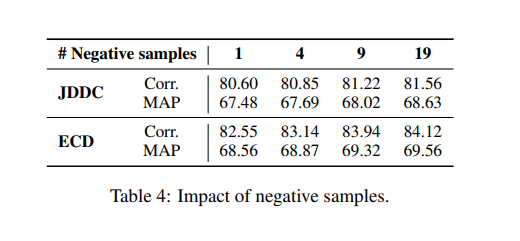 # Negative samples 1 4 9 19
JDDC
Corr. 80.60 80.85 81.22 81.56
MAP 67.48 67.69 68.02 68.63
ECD
Corr. 82.55 83.14 83.94 84.12
MAP 68.56 68.87 69.32 69.56
Table 4: Impact of negative samples.